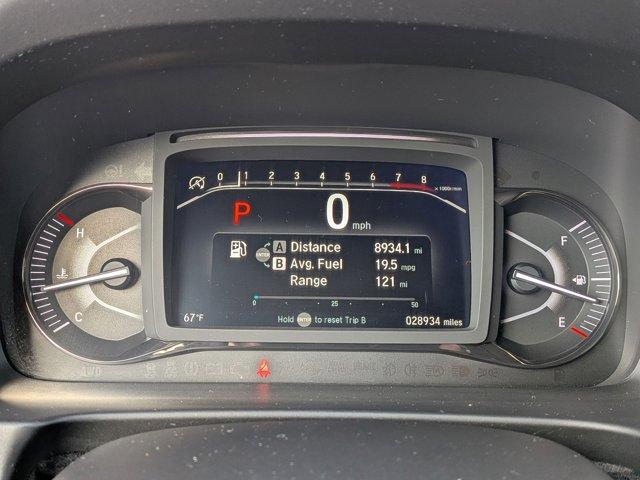 0 1 2 3 4 5 6 7 8 x 1000r/min
P 0 mph
H
C
F
E
A Distance 8934.1 mi
ENTER
B Avg. Fuel 19.5 mpg
Range 121 mi
0 25 50
67°F Hold ENTER to reset Trip B 028934 miles